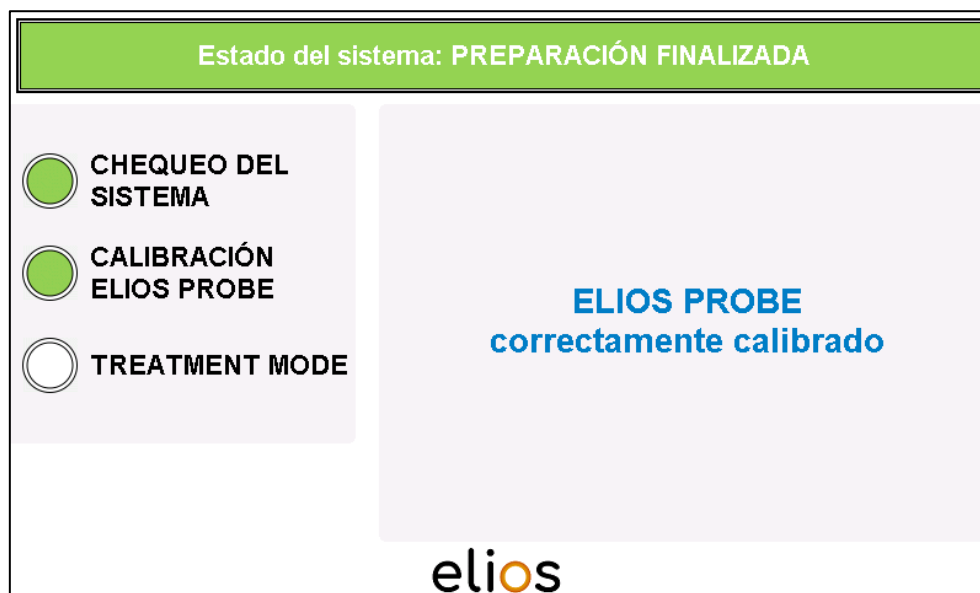 Estado del sistema: PREPARACIÓN FINALIZADA
CHEQUEO DEL
SISTEMA
CALIBRACIÓN
ELIOS PROBE
TREATMENT MODE
ELIOS PROBE
correctamente calibrado
elios